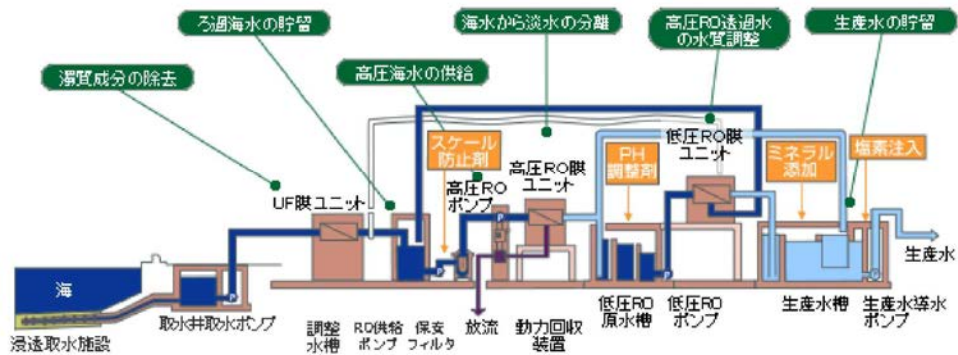 ろ過海水の貯留
海水から淡水の分離
高圧RO透過水
の水質調整
生産水の貯留
濁質成分の除去
高圧海水の供給
スケール
防止剤
低圧RO膜
ユニット
高圧RO膜
ユニット
PH
調整剤
ミネラル
添加
塩素注入
高圧RO
ポンプ
UF膜ユニット
P
P
P
P
P
海
生産水
取水井
取水ポンプ
浸透取水施設
調整
水槽
RO供給
ポンプ
保安
フィルタ
放流
動力回収
装置
低圧RO
原水槽
低圧RO
ポンプ
生産水槽
生産水導水
ポンプ